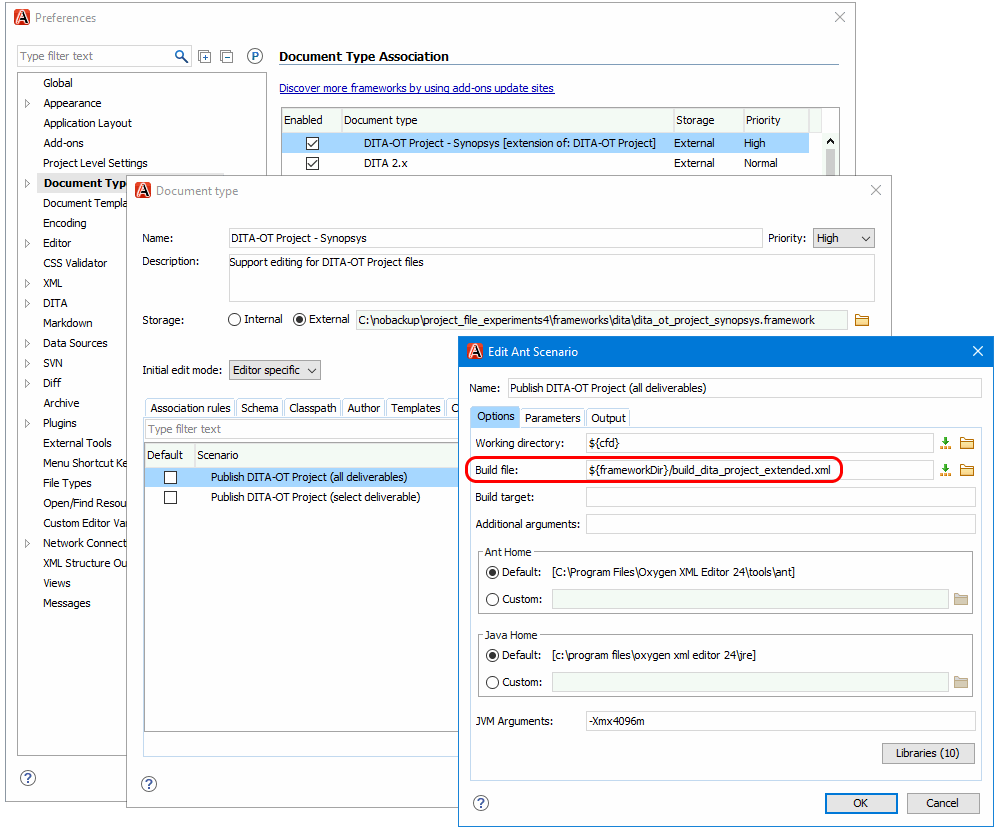 Preferences
Type filter text
P
Global
Appearance
Application Layout
Add-ons
Project Level Settings
Document Typ
Document Templa
Encoding
Editor
CSS Validator
XML
DITA
Markdown
Data Sources
SVN
Diff
Archive
Plugins
External Tools
Menu Shortcut Ke
File Types
Open/Find Resou
Custom Editor Va
Network Connect
XML Structure Ou
Views
Messages
?
Document Type Association
Discover more frameworks by using add-ons update sites
Enabled Document type Storage Priority
DITA-OT Project - Synopsys [extension of: DITA-OT Project] External High
DITA 2.x External Normal
Document type
Name: DITA-OT Project - Synopsys Priority: High
Description: Support editing for DITA-OT Project files
Storage: Internal External C:\nobackup\project_file_experiments4\frameworks\dita\dita_ot_project_synopsys.framework
Initial edit mode: Editor specific
Association rules Schema Classpath Author Templates C
Type filter text
Default Scenario
Publish DITA-OT Project (all deliverables)
Publish DITA-OT Project (select deliverable)
?
Edit Ant Scenario
Name: Publish DITA-OT Project (all deliverables)
Options Parameters Output
Working directory: ${cfd}
Build file: ${frameworkDir}/build_dita_project_extended.xml
Build target:
Additional arguments:
Ant Home
Default: [C:\Program Files\Oxygen XML Editor 24\tools\ant]
Custom:
Java Home
Default: [c:\program files\oxygen xml editor 24\jre]
Custom:
JVM Arguments: -Xmx4096m
Libraries (10)
? OK Cancel